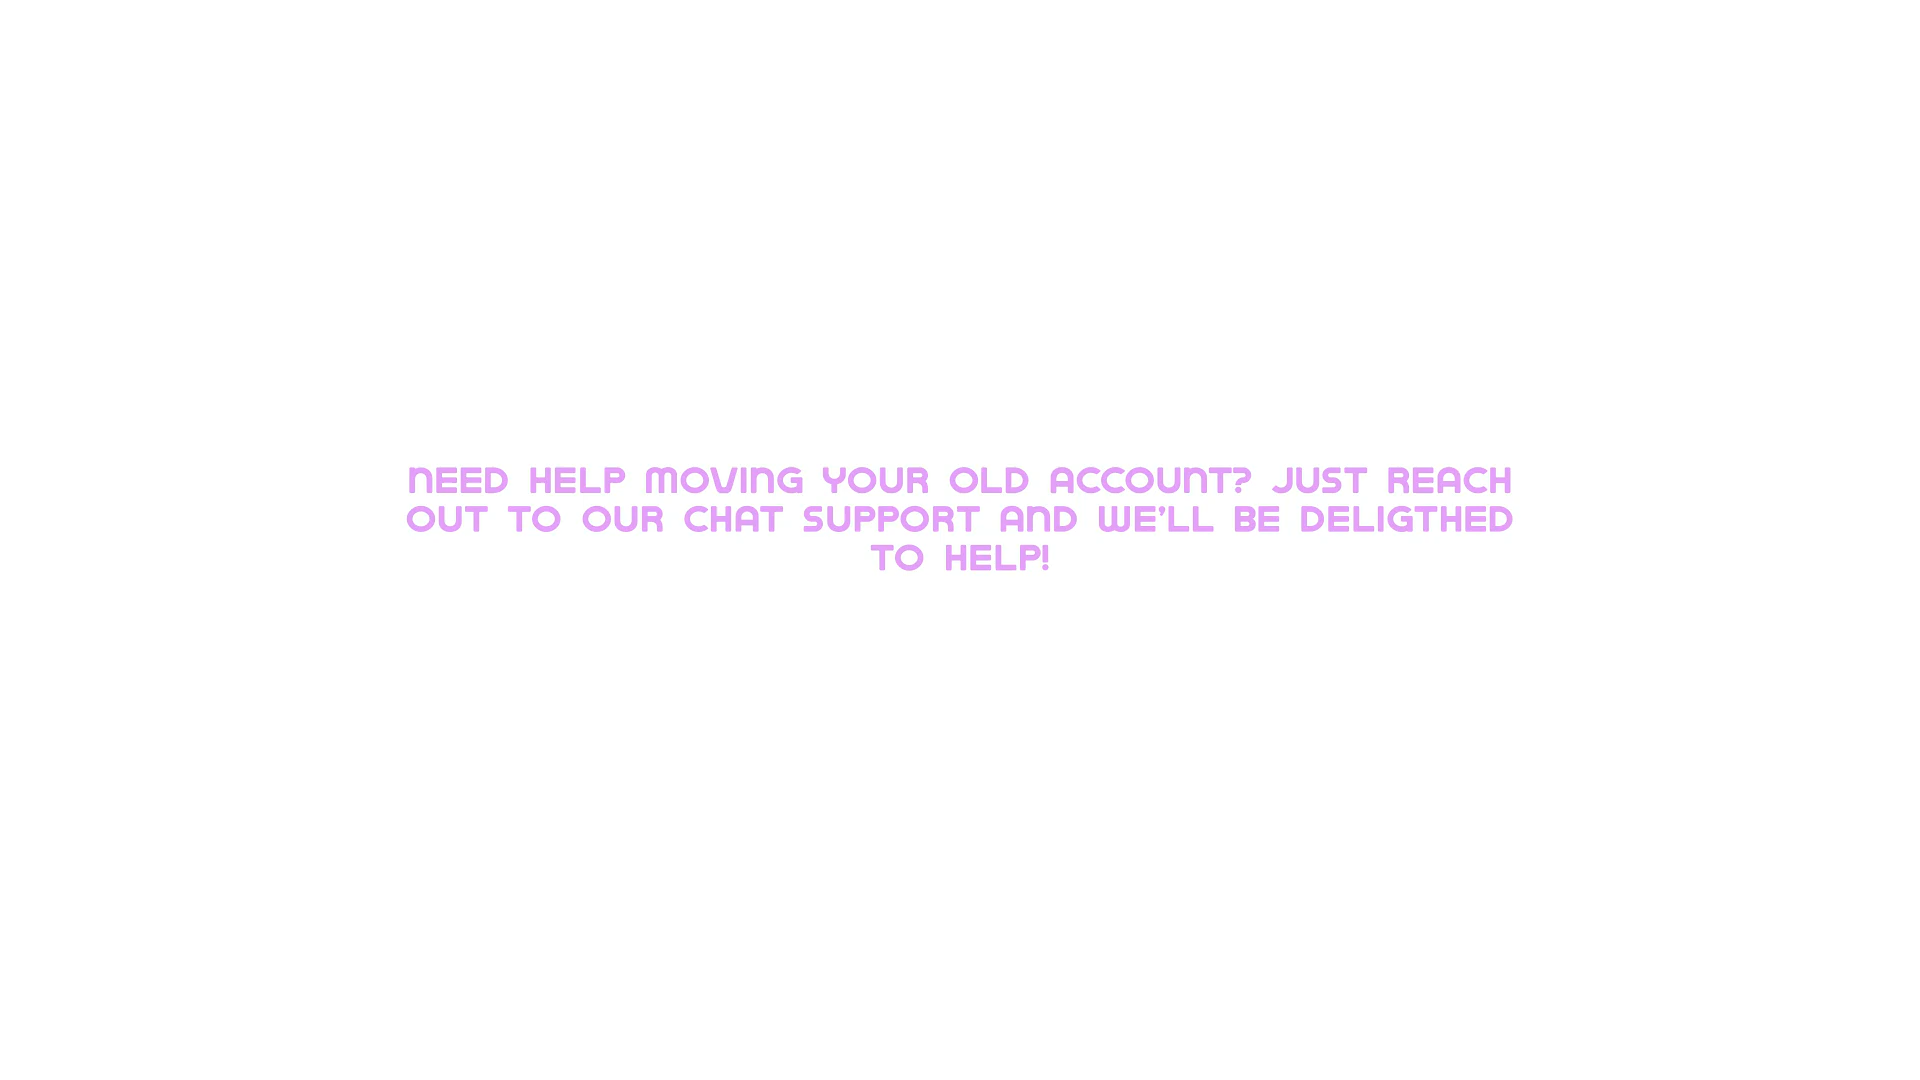 NEED HELP MOVING YOUR OLD ACCOUNT? JUST REACH
OUT TO OUR CHAT SUPPORT AND WE'LL BE DELIGTHED
TO HELP!